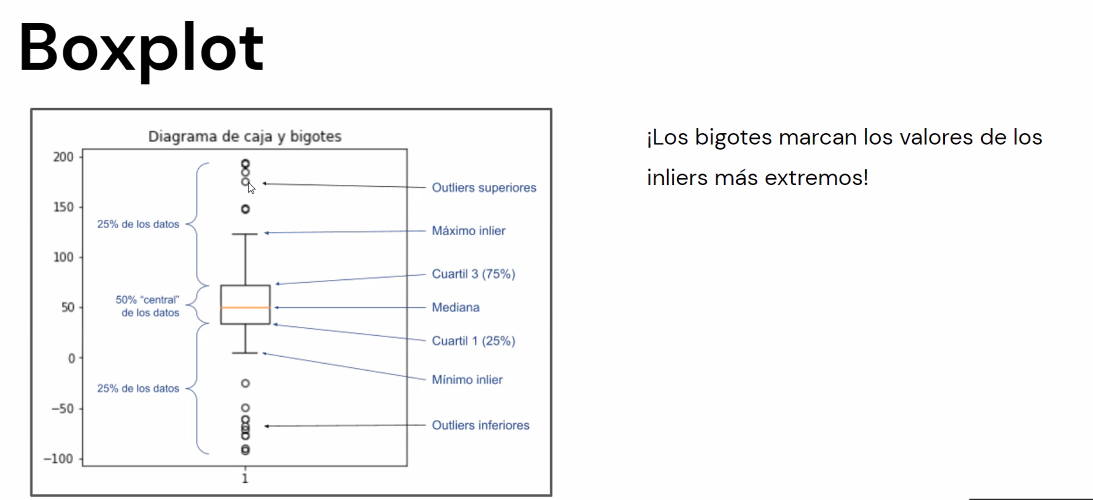 Boxplot
Diagrama de caja y bigotes
200
150
100
50
0
−50
−100
1
25% de los datos
50% “central”
de los datos
25% de los datos
Outliers superiores
Máximo inlier
Cuartil 3 (75%)
Mediana
Cuartil 1 (25%)
Mínimo inlier
Outliers inferiores
¡Los bigotes marcan los valores de los
inliers más extremos!